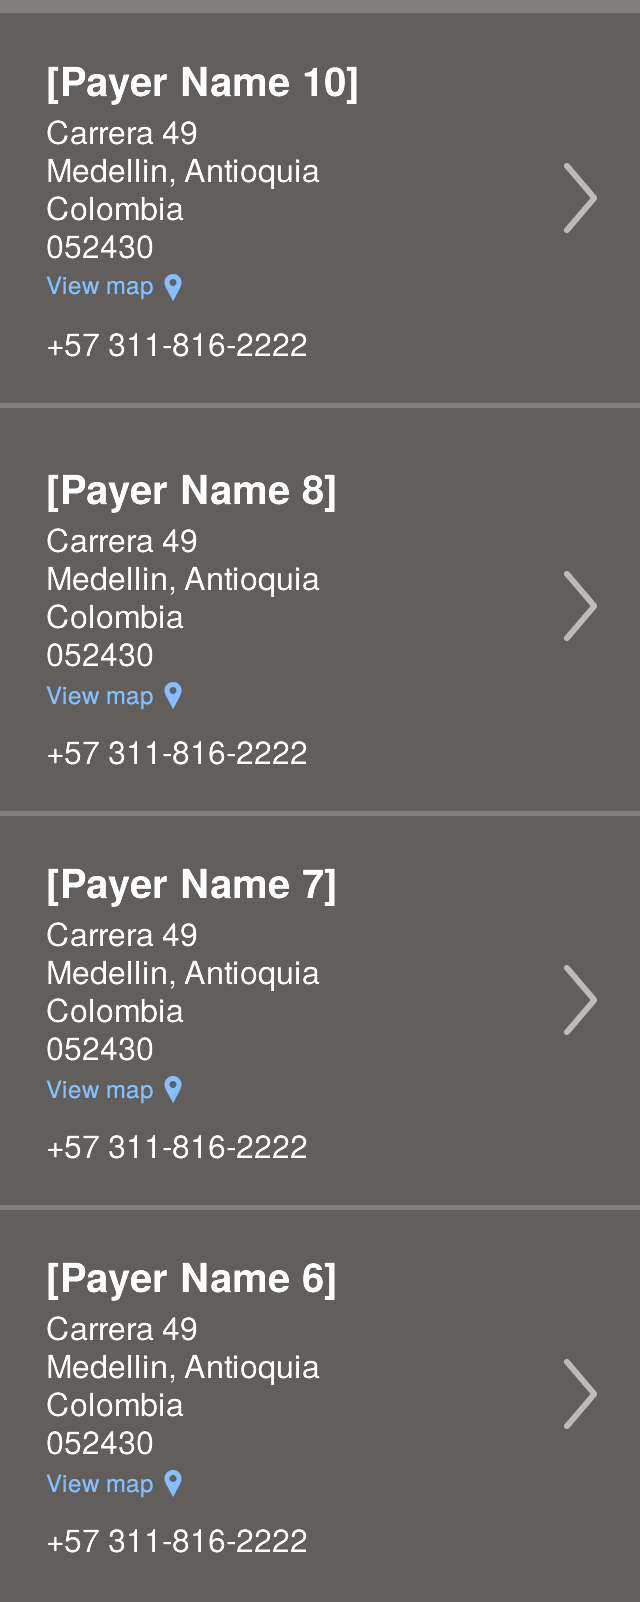 [Payer Name 10]
Carrera 49
Medellin, Antioquia
Colombia
052430
View map
+57 311-816-2222
[Payer Name 8]
Carrera 49
Medellin, Antioquia
Colombia
052430
View map
+57 311-816-2222
[Payer Name 7]
Carrera 49
Medellin, Antioquia
Colombia
052430
View map
+57 311-816-2222
[Payer Name 6]
Carrera 49
Medellin, Antioquia
Colombia
052430
View map
+57 311-816-2222